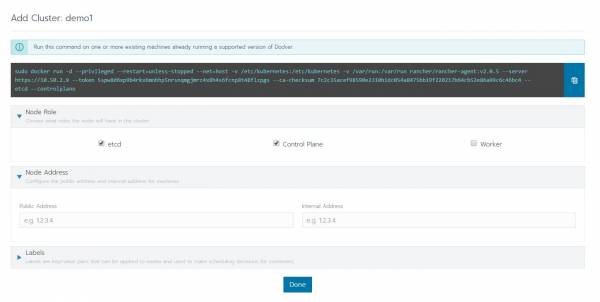 Add Cluster: demo1
Run this command on one or more existing machines already running a supported version of Docker.
sudo docker run -d --privileged --restart=unless-stopped --net=host -v /etc/kubernetes:/etc/kubernetes -v /var/run:/var/run rancher/rancher-agent:v2.0.5 --server
https://10.50.2.9 --token --ca-checksum --
etcd --controlplane
Node Role
Choose what roles the node will have in the cluster
etcd
Control Plane
Worker
Node Address
Configure the public address and internal address for machines
Public Address
Internal Address
e.g. 1.2.3.4
e.g. 1.2.3.4
Labels
Labels are key/value pairs that can be applied to nodes and used to make scheduling decisions for containers
Done